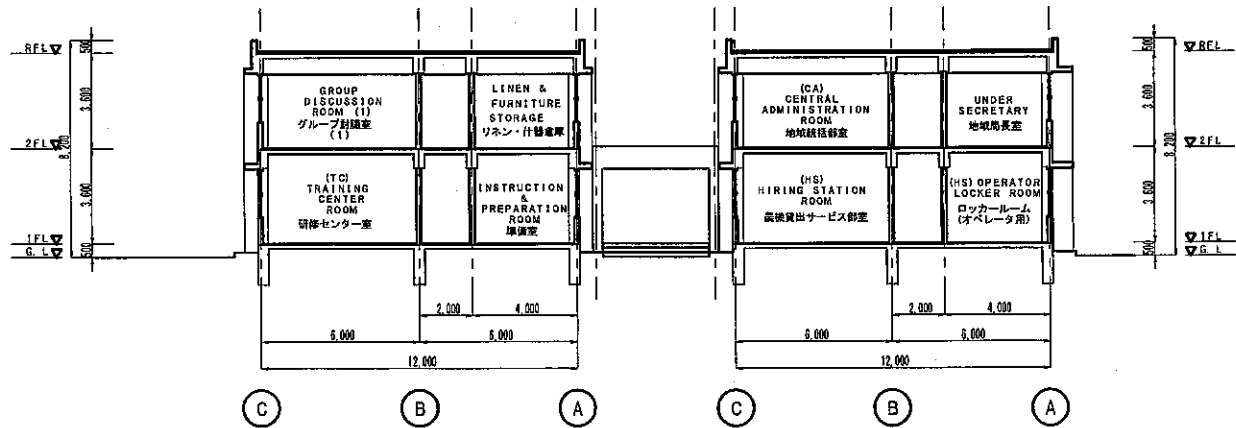 500
RFL
3,600
8,200
2FL
3,600
1FL
500
G.L
GROUP
DISCUSSION
ROOM (1)
グループ討議室
(1)
LINEN &
FURNITURE
STORAGE
リネン・什器倉庫
(TC)
TRAINING
CENTER
ROOM
研修センター室
INSTRUCTION
&
PREPARATION
ROOM
準備室
(CA)
CENTRAL
ADMINISTRATION
ROOM
地域統括部室
UNDER
SECRETARY
地域局長室
(HS)
HIRING STATION
ROOM
農機貸出サービス部室
(HS) OPERATOR
LOCKER ROOM
ロッカールーム
(オペレータ用)
500
RFL
3,600
8,200
2FL
3,600
1FL
500
G.L
2,000 4,000
6,000 6,000
12,000
2,000 4,000
6,000 6,000
12,000
C B A C B A